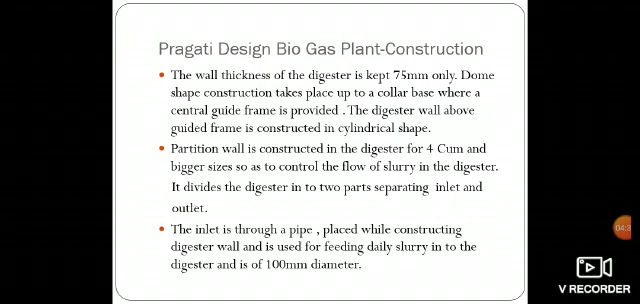 Pragati Design Bio Gas Plant-Construction
• The wall thickness of the digester is kept 75mm only. Dome
shape construction takes place up to a collar base where a
central guide frame is provided . The digester wall above
guided frame is constructed in cylindrical shape.
• Partition wall is constructed in the digester for 4 Cum and
bigger sizes so as to control the flow of slurry in the digester.
It divides the digester in to two parts separating inlet and
outlet.
• The inlet is through a pipe , placed while constructing
digester wall and is used for feeding daily slurry in to the
digester and is of 100mm diameter.
04:3
V RECORDER